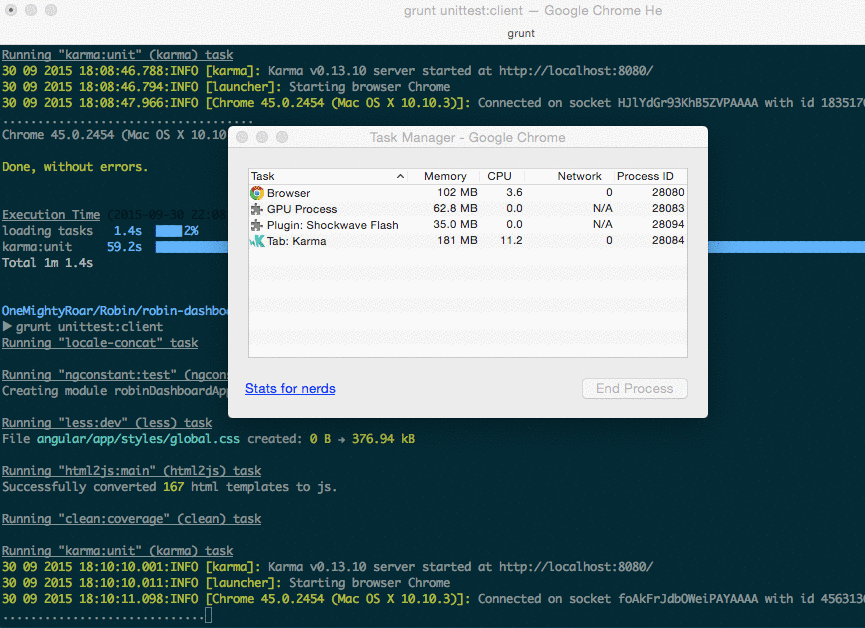 grunt unittest:client — Google Chrome He
grunt
Running "karma:unit" (karma) task
30 09 2015 18:08:46.788:INFO [karma]: Karma v0.13.10 server started at http://localhost:8080/
30 09 2015 18:08:46.794:INFO [launcher]: Starting browser Chrome
30 09 2015 18:08:47.966:INFO [Chrome 45.0.2454 (Mac OS X 10.10.3)]: Connected on socket HJlYdGr93KhB5ZVPAAAA with id 1835170
................................
Chrome 45.0.2454 (Mac OS X 10.10
Done, without errors.
Execution Time (2015-09-30 22:08
loading tasks 1.4s 2%
karma:unit 59.2s
Total 1m 1.4s
OneMightyRoar/Robin/robin-dashboa
grunt unittest:client
Running "locale-concat" task
Running "ngconstant:test" (ngcons
Creating module robinDashboardApp
Running "less:dev" (less) task
File angular/app/styles/global.css created: 0 B → 376.94 kB
Running "html2js:main" (html2js) task
Successfully converted 167 html templates to js.
Running "clean:coverage" (clean) task
Running "karma:unit" (karma) task
30 09 2015 18:10:10.001:INFO [karma]: Karma v0.13.10 server started at http://localhost:8080/
30 09 2015 18:10:10.011:INFO [launcher]: Starting browser Chrome
30 09 2015 18:10:11.098:INFO [Chrome 45.0.2454 (Mac OS X 10.10.3)]: Connected on socket foAkFrJdbOWeiPAYAAAA with id 4563130
..........................
Task Manager - Google Chrome
Task Memory CPU Network Process ID
Browser 102 MB 3.6 0 28080
GPU Process 62.8 MB 0.0 N/A 28083
Plugin: Shockwave Flash 35.0 MB 0.0 N/A 28094
Tab: Karma 181 MB 11.2 0 28084
Stats for nerds
End Process